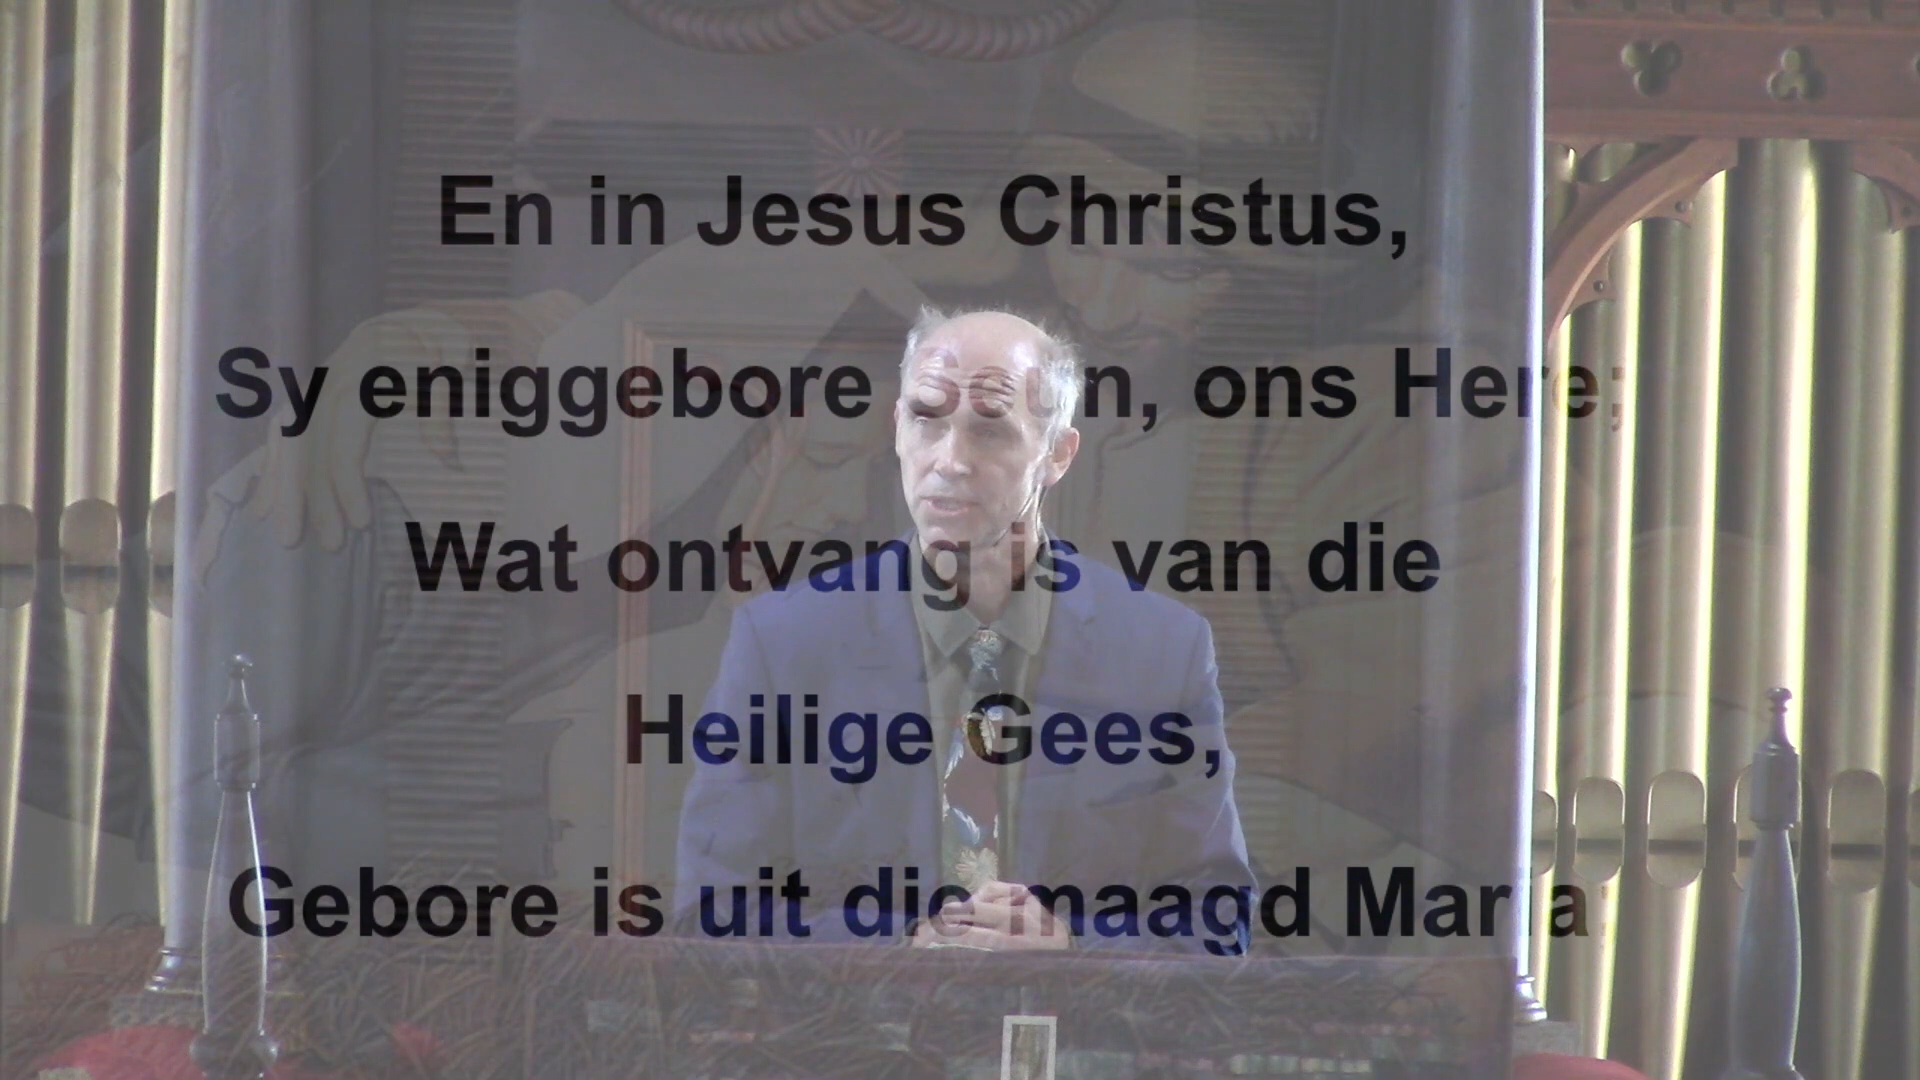 En in Jesus Christus,
Sy eniggebore Seun, ons Here;
Wat ontvang is van die
Heilige Gees,
Gebore is uit die maagd Maria